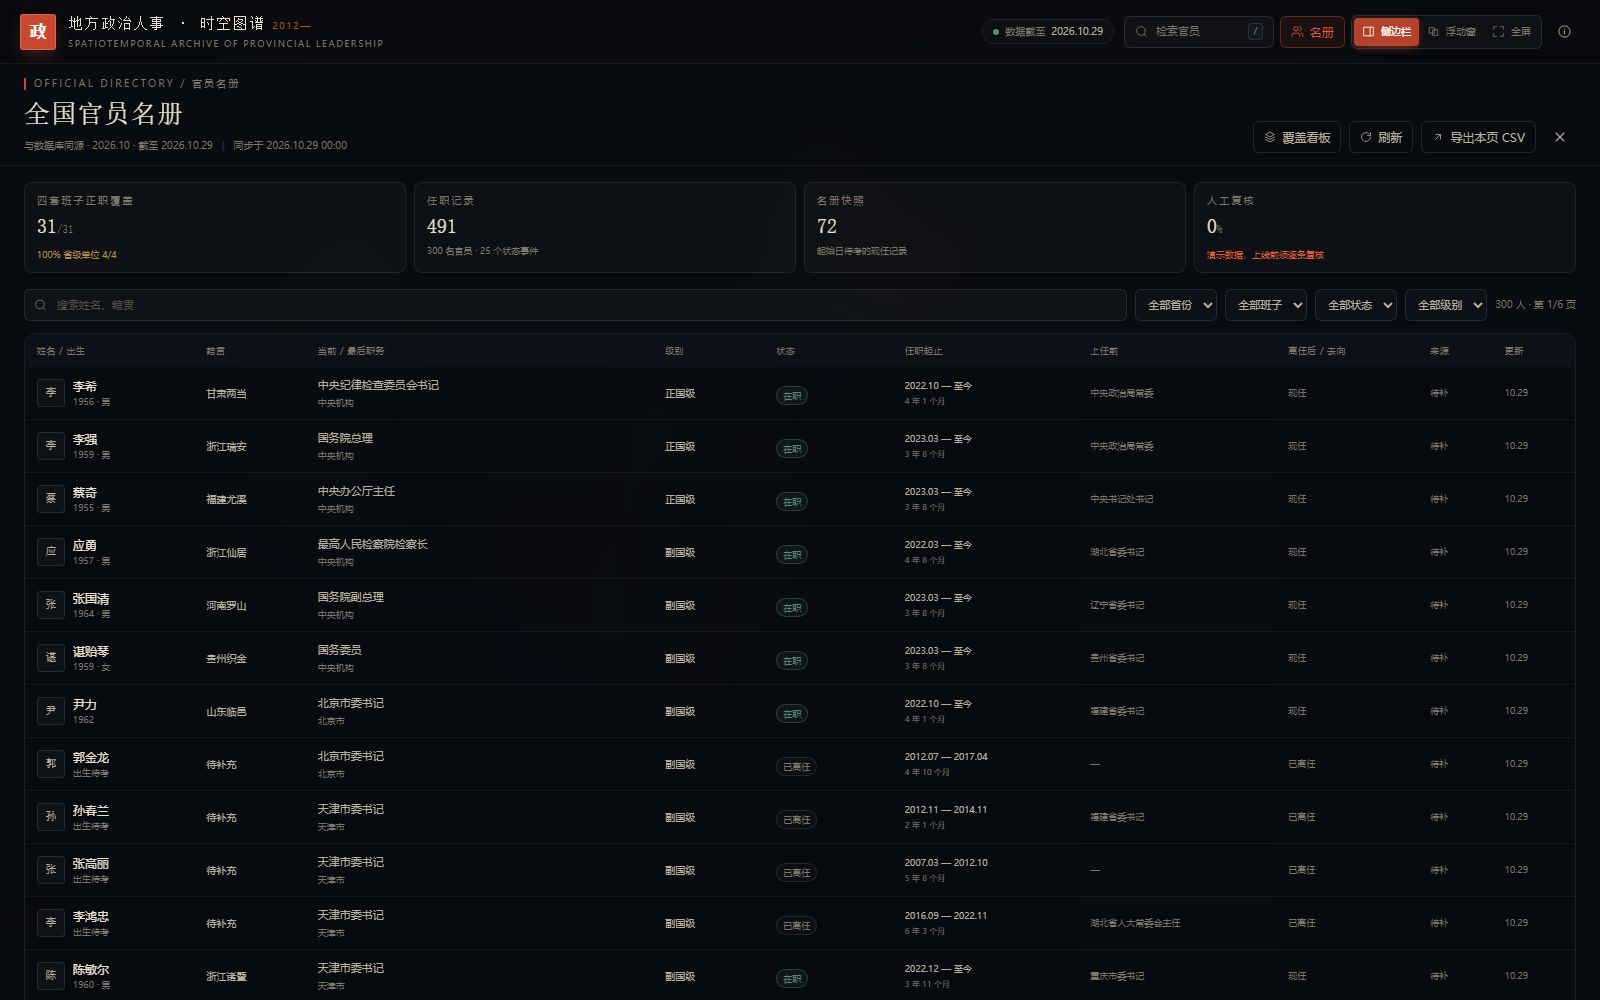 政 地方政治人事 · 时空图谱 2012—
SPATIOTEMPORAL ARCHIVE OF PROVINCIAL LEADERSHIP
数据截至 2026.10.29
检索官员 /
名册
侧边栏 浮动窗 全屏
OFFICIAL DIRECTORY / 官员名册
全国官员名册
与数据库同源 · 2026.10 · 截至 2026.10.29 | 同步于 2026.10.29 00:00
覆盖看板 刷新 导出本页 CSV
四套班子正职覆盖
31/31
100% 省级单位 4/4
任职记录
491
300 名官员 · 25 个状态事件
名册快照
72
起始日待考的现任记录
人工复核
0%
演示数据，上线前须逐条复核
搜索姓名、籍贯 全部省份 全部班子 全部状态 全部级别 300 人 · 第 1/6 页
姓名 / 出生 籍贯 当前 / 最后职务 级别 状态 任职起止 上任前 离任后 / 去向 来源 更新
李 李希 甘肃两当 中央纪律检查委员会书记 正国级 在职 2022.10 — 至今 中央政治局常委 现任 待补 10.29
1956 · 男 中央机构 4 年 1 个月
李 李强 浙江瑞安 国务院总理 正国级 在职 2023.03 — 至今 中央政治局常委 现任 待补 10.29
1959 · 男 中央机构 3 年 8 个月
蔡 蔡奇 福建尤溪 中央办公厅主任 正国级 在职 2023.03 — 至今 中央书记处书记 现任 待补 10.29
1955 · 男 中央机构 3 年 8 个月
应 应勇 浙江仙居 最高人民检察院检察长 副国级 在职 2022.03 — 至今 湖北省委书记 现任 待补 10.29
1957 · 男 中央机构 4 年 8 个月
张 张国清 河南罗山 国务院副总理 副国级 在职 2023.03 — 至今 辽宁省委书记 现任 待补 10.29
1964 · 男 中央机构 3 年 8 个月
谌 谌贻琴 贵州织金 国务委员 副国级 在职 2023.03 — 至今 贵州省委书记 现任 待补 10.29
1959 · 女 中央机构 3 年 8 个月
尹 尹力 山东临邑 北京市委书记 副国级 在职 2022.10 — 至今 福建省委书记 现任 待补 10.29
1962 北京市 4 年 1 个月
郭 郭金龙 待补充 北京市委书记 副国级 已离任 2012.07 — 2017.04 — 已离任 待补 10.29
出生待考 北京市 4 年 10 个月
孙 孙春兰 待补充 天津市委书记 副国级 已离任 2012.11 — 2014.11 福建省委书记 已离任 待补 10.29
出生待考 天津市 2 年 1 个月
张 张高丽 待补充 天津市委书记 副国级 已离任 2007.03 — 2012.10 — 已离任 待补 10.29
出生待考 天津市 5 年 8 个月
李 李鸿忠 待补充 天津市委书记 副国级 已离任 2016.09 — 2022.11 湖北省人大常委会主任 已离任 待补 10.29
出生待考 天津市 6 年 3 个月
陈 陈敏尔 浙江诸暨 天津市委书记 副国级 在职 2022.12 — 至今 重庆市委书记 现任 待补 10.29
1960 · 男 天津市 3 年 11 个月